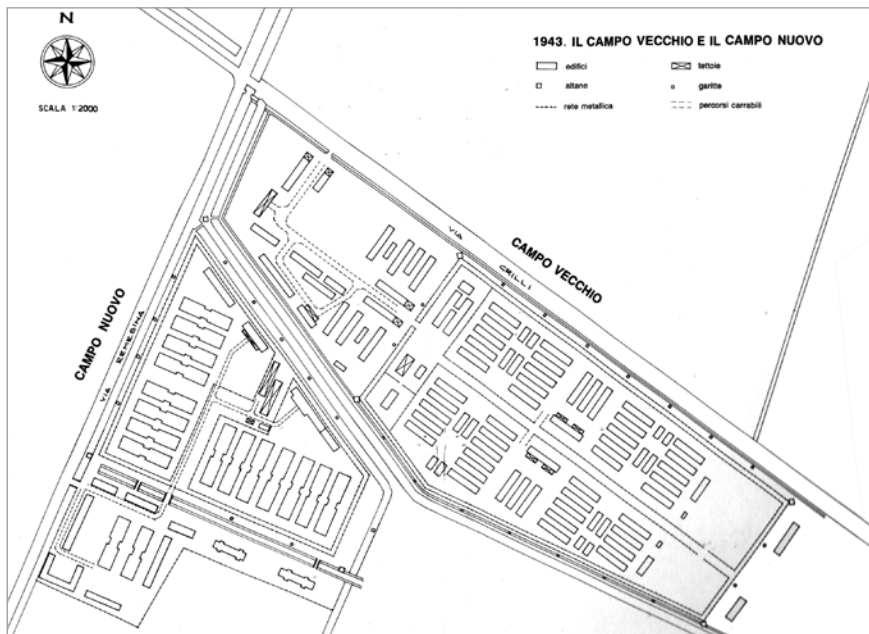 N
SCALA 1:2000
1943. IL CAMPO VECCHIO E IL CAMPO NUOVO
edifici
tettoie
altane
garitte
rete metallica
percorsi carrabili
VIA
GRILLI
CAMPO VECCHIO
CAMPO NUOVO
VIA REMESINA